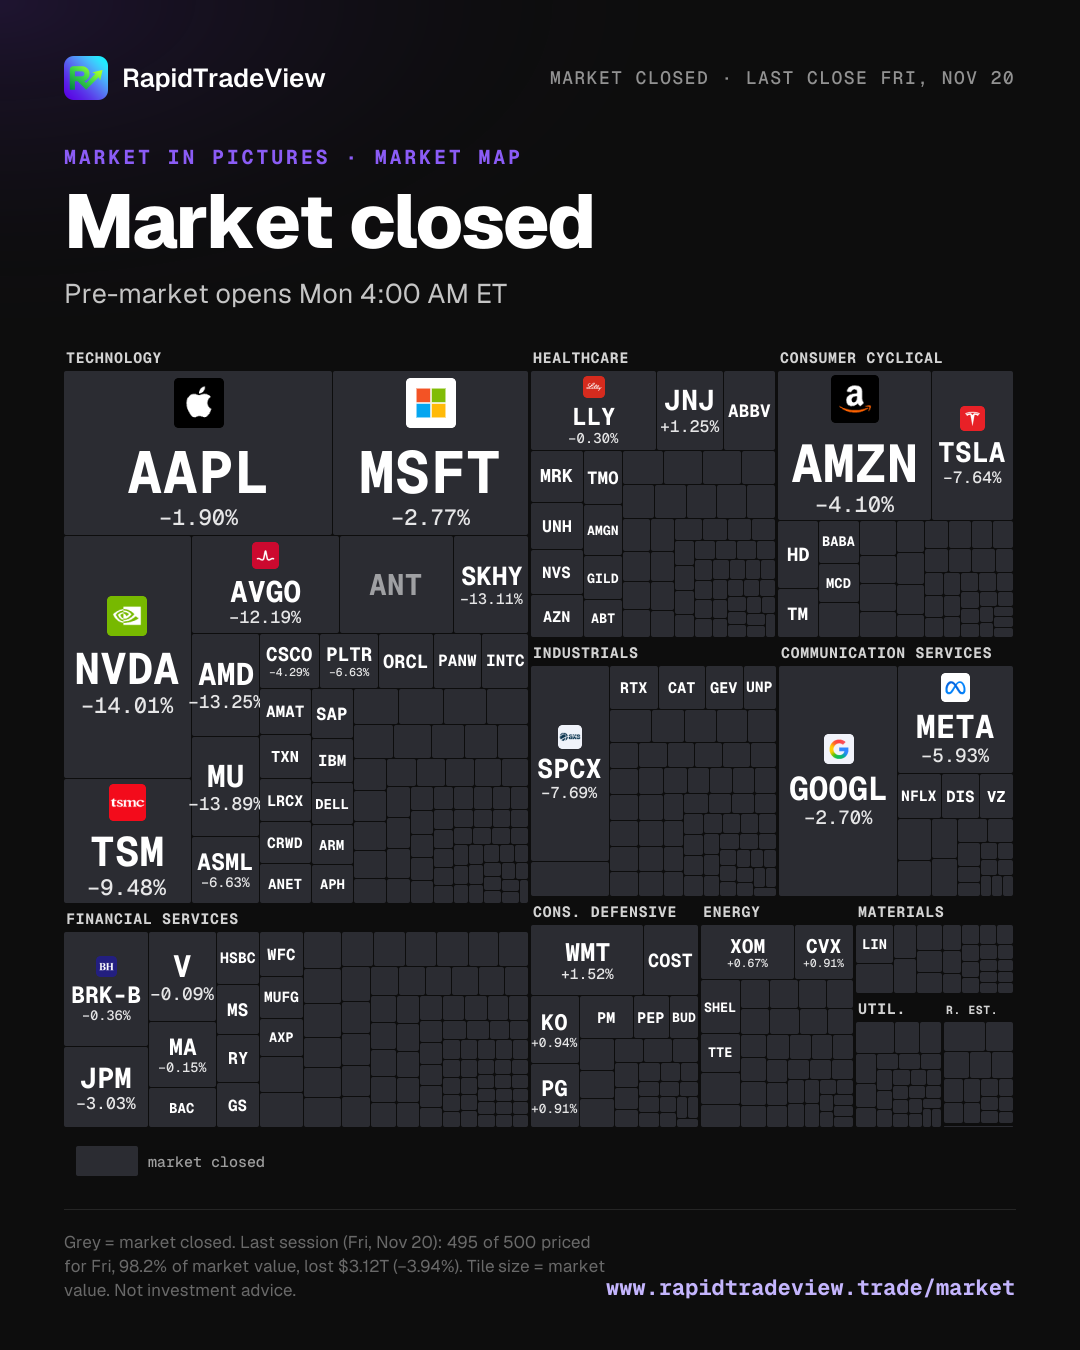 RapidTradeView
MARKET CLOSED · LAST CLOSE FRI, NOV 20
MARKET IN PICTURES · MARKET MAP
Market closed
Pre-market opens Mon 4:00 AM ET
TECHNOLOGY
AAPL
−1.90%
MSFT
−2.77%
NVDA
−14.01%
AVGO
−12.19%
ANT
SKHY
−13.11%
AMD
−13.25%
CSCO
−4.29%
PLTR
−6.63%
ORCL
PANW
INTC
AMAT
SAP
TXN
IBM
MU
−13.89%
LRCX
DELL
tsmc
TSM
−9.48%
ASML
−6.63%
CRWD
ARM
ANET
APH
HEALTHCARE
Lilly
LLY
−0.30%
JNJ
+1.25%
ABBV
MRK
TMO
UNH
AMGN
NVS
GILD
AZN
ABT
CONSUMER CYCLICAL
a
AMZN
−4.10%
TSLA
−7.64%
HD
BABA
MCD
TM
INDUSTRIALS
SPCX
−7.69%
RTX
CAT
GEV
UNP
COMMUNICATION SERVICES
G
GOOGL
−2.70%
META
−5.93%
NFLX
DIS
VZ
FINANCIAL SERVICES
BH
BRK-B
−0.36%
V
−0.09%
HSBC
WFC
MS
MUFG
JPM
−3.03%
MA
−0.15%
RY
AXP
BAC
GS
CONS. DEFENSIVE
WMT
+1.52%
COST
KO
+0.94%
PM
PEP
BUD
PG
+0.91%
ENERGY
XOM
+0.67%
CVX
+0.91%
SHEL
TTE
MATERIALS
LIN
UTIL.
R. EST.
market closed
Grey = market closed. Last session (Fri, Nov 20): 495 of 500 priced
for Fri, 98.2% of market value, lost $3.12T (−3.94%). Tile size = market
value. Not investment advice.
www.rapidtradeview.trade/market